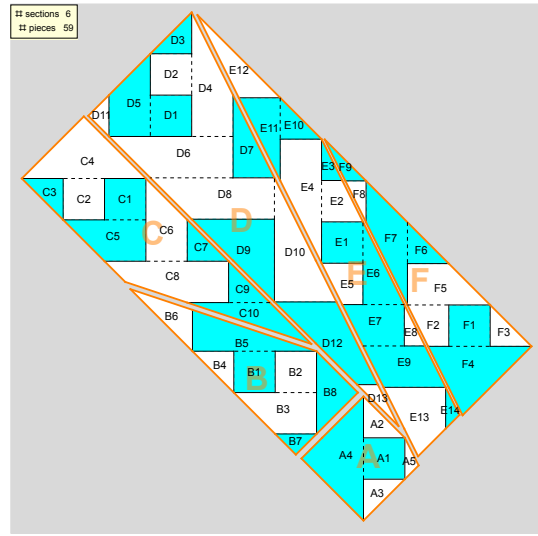 # sections 6
# pieces 59
D3
D2
D4
E12
D5
D11
D1
E11
E10
D6
D7
E3
F9
C4
E4
E2
F8
C3
C2
C1
D8
C5
C6
C
C7
D
D9
D10
E1
E
E6
F7
F6
F
F5
C8
C9
E5
B6
C10
E7
E8
F2
F1
F3
B5
D12
B4
B1
B
B2
E9
F4
B3
B8
D13
B7
A2
E13
E14
A4
A
A1
A5
A3